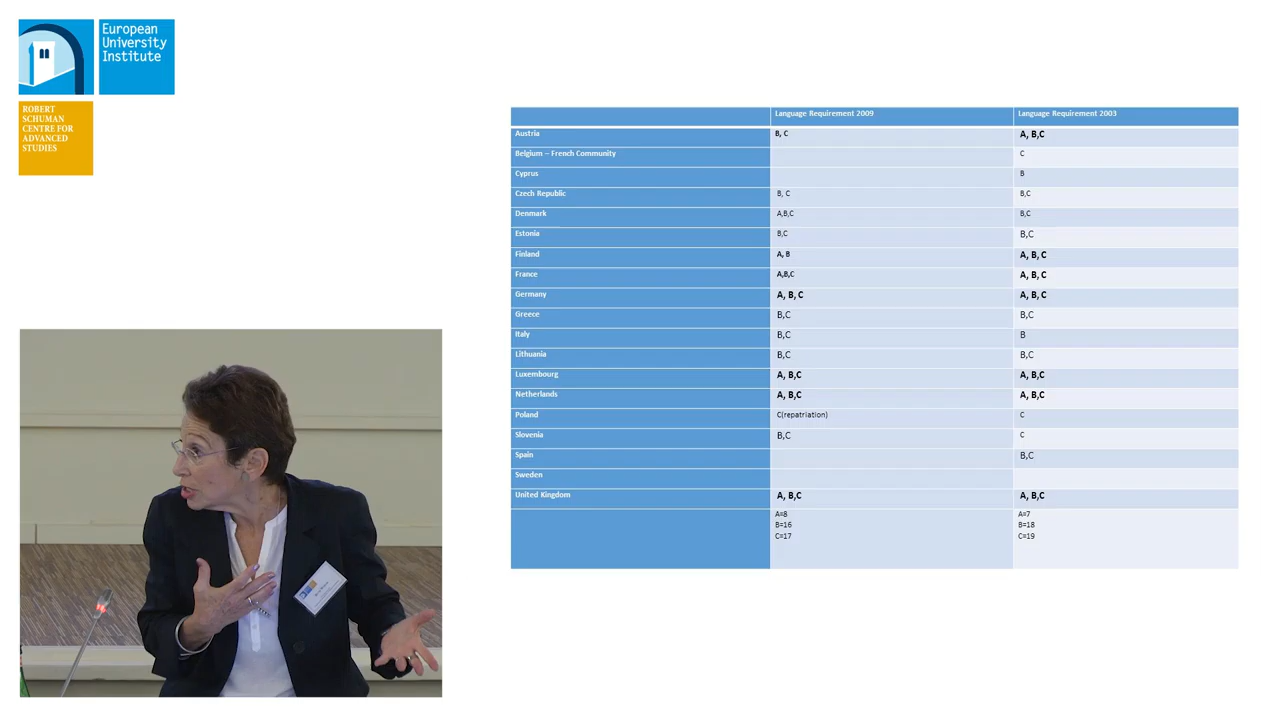 European
University
Institute
ROBERT
SCHUMAN
CENTRE FOR
ADVANCED
STUDIES
Language Requirement 2009 Language Requirement 2003
Austria B, C A, B,C
Belgium – French Community C
Cyprus B
Czech Republic B, C B,C
Denmark A,B,C B,C
Estonia B,C B,C
Finland A, B A, B, C
France A,B,C A, B, C
Germany A, B, C A, B, C
Greece B,C B,C
Italy B,C B
Lithuania B,C B,C
Luxembourg A, B,C A, B,C
Netherlands A, B,C A, B,C
Poland C(repatriation) C
Slovenia B,C C
Spain B,C
Sweden
United Kingdom A, B,C A, B,C
A=8 A=7
B=16 B=18
C=17 C=19